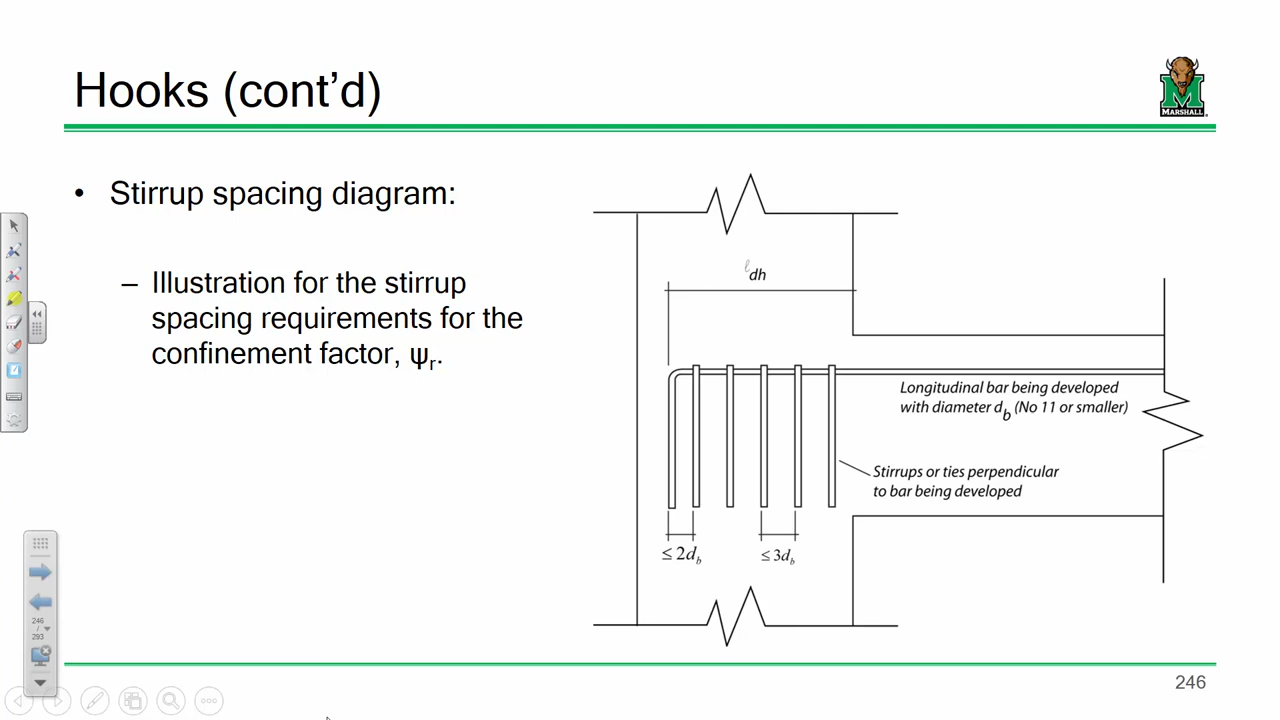 Hooks (cont'd)
MARSHALL
• Stirrup spacing diagram:
– Illustration for the stirrup
spacing requirements for the
confinement factor, ψr.
ℓdh
Longitudinal bar being developed
with diameter db (No 11 or smaller)
Stirrups or ties perpendicular
to bar being developed
≤ 2db
≤ 3db
246
/
293
246